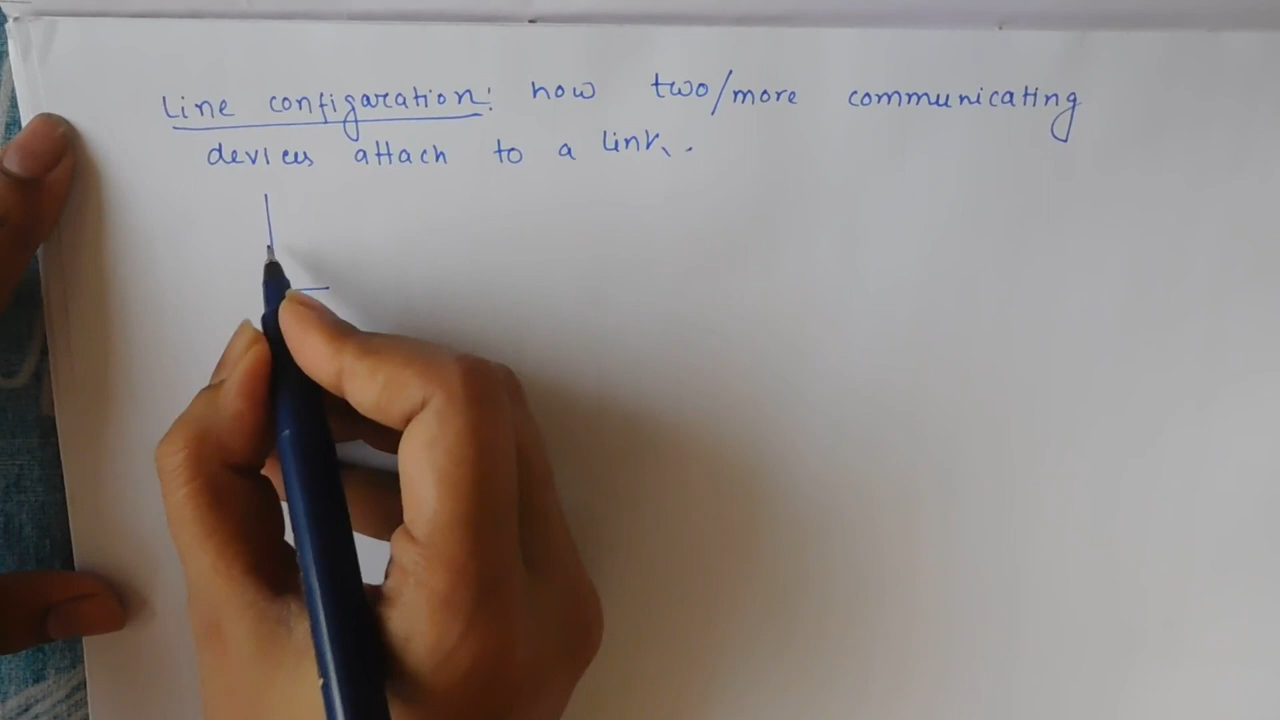 Line configaration: how two/more communicating
devices attach to a link.